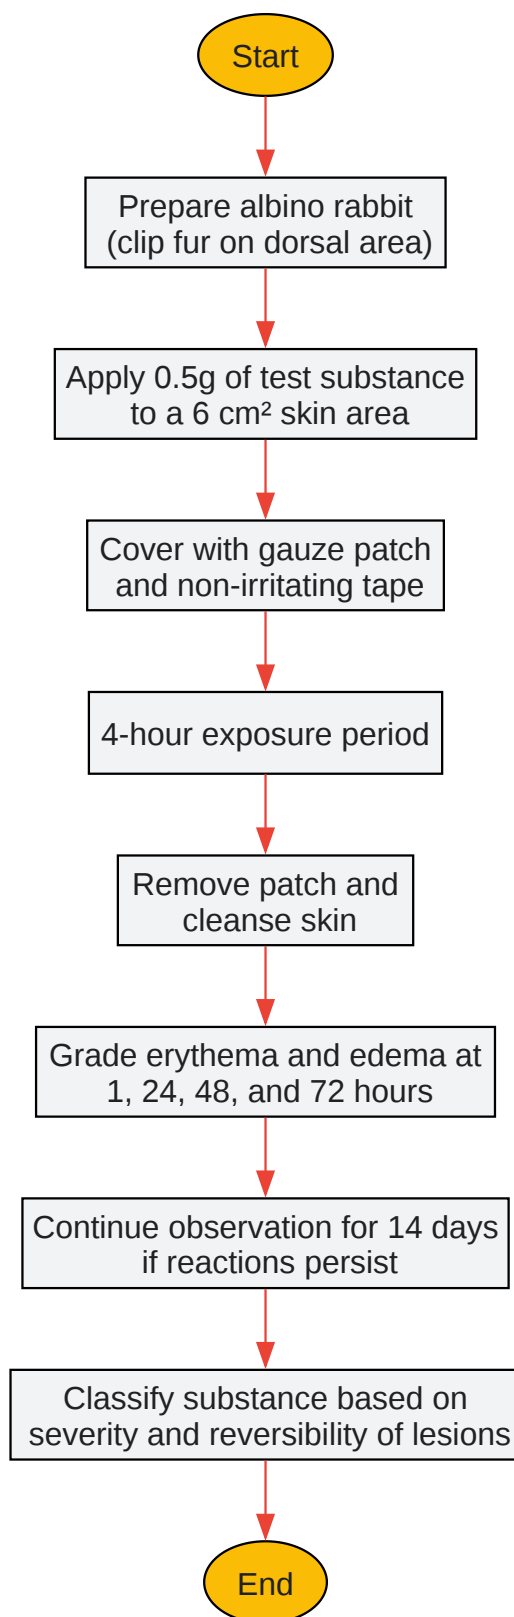 Start
Prepare albino rabbit
(clip fur on dorsal area)
Apply 0.5g of test substance
to a 6 cm² skin area
Cover with gauze patch
and non-irritating tape
4-hour exposure period
Remove patch and
cleanse skin
Grade erythema and edema at
1, 24, 48, and 72 hours
Continue observation for 14 days
if reactions persist
Classify substance based on
severity and reversibility of lesions
End